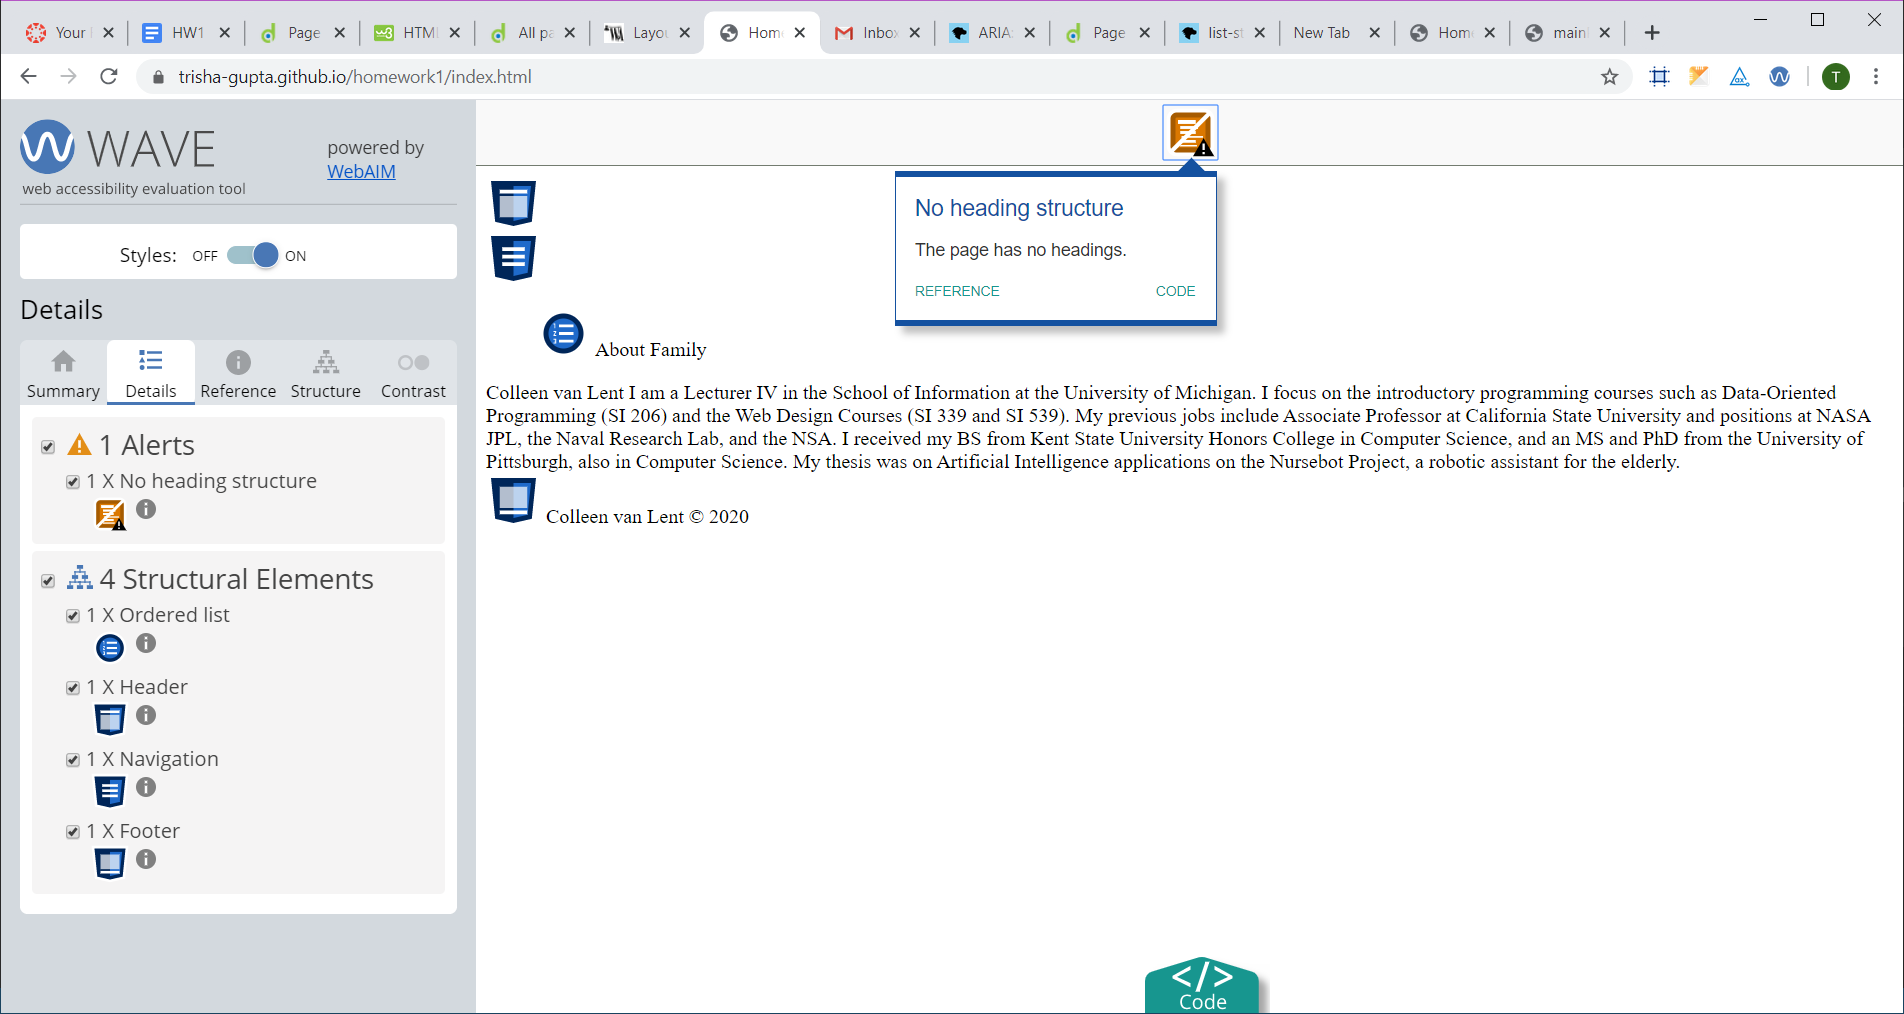 Your
HW1
Page
HTML
All pa
Layou
Home
Inbox
ARIA:
Page
list-st
New Tab
Home
main
trisha-gupta.github.io/homework1/index.html
T
WAVE
powered by
WebAIM
web accessibility evaluation tool
Styles: OFF ON
Details
Summary Details Reference Structure Contrast
1 Alerts
1 X No heading structure
4 Structural Elements
1 X Ordered list
1 X Header
1 X Navigation
1 X Footer
No heading structure
The page has no headings.
REFERENCE CODE
About Family
Colleen van Lent I am a Lecturer IV in the School of Information at the University of Michigan. I focus on the introductory programming courses such as Data-Oriented
Programming (SI 206) and the Web Design Courses (SI 339 and SI 539). My previous jobs include Associate Professor at California State University and positions at NASA
JPL, the Naval Research Lab, and the NSA. I received my BS from Kent State University Honors College in Computer Science, and an MS and PhD from the University of
Pittsburgh, also in Computer Science. My thesis was on Artificial Intelligence applications on the Nursebot Project, a robotic assistant for the elderly.
Colleen van Lent © 2020
</>
Code